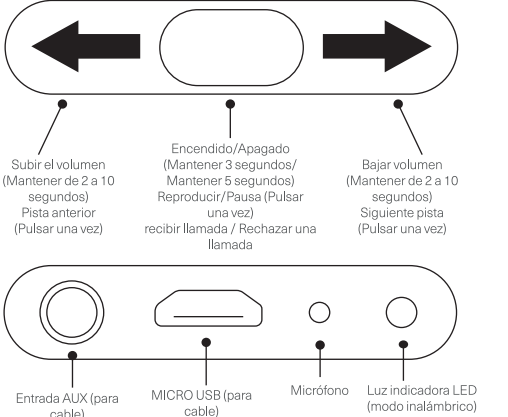 Subir el volumen
(Mantener de 2 a 10
segundos)
Pista anterior
(Pulsar una vez)
Encendido/Apagado
(Mantener 3 segundos/
Mantener 5 segundos)
Reproducir/Pausa (Pulsar
una vez)
recibir llamada / Rechazar una
llamada
Bajar volumen
(Mantener de 2 a 10
segundos)
Siguiente pista
(Pulsar una vez)
Entrada AUX (para
cable)
MICRO USB (para
cable)
Micrófono
Luz indicadora LED
(modo inalámbrico)